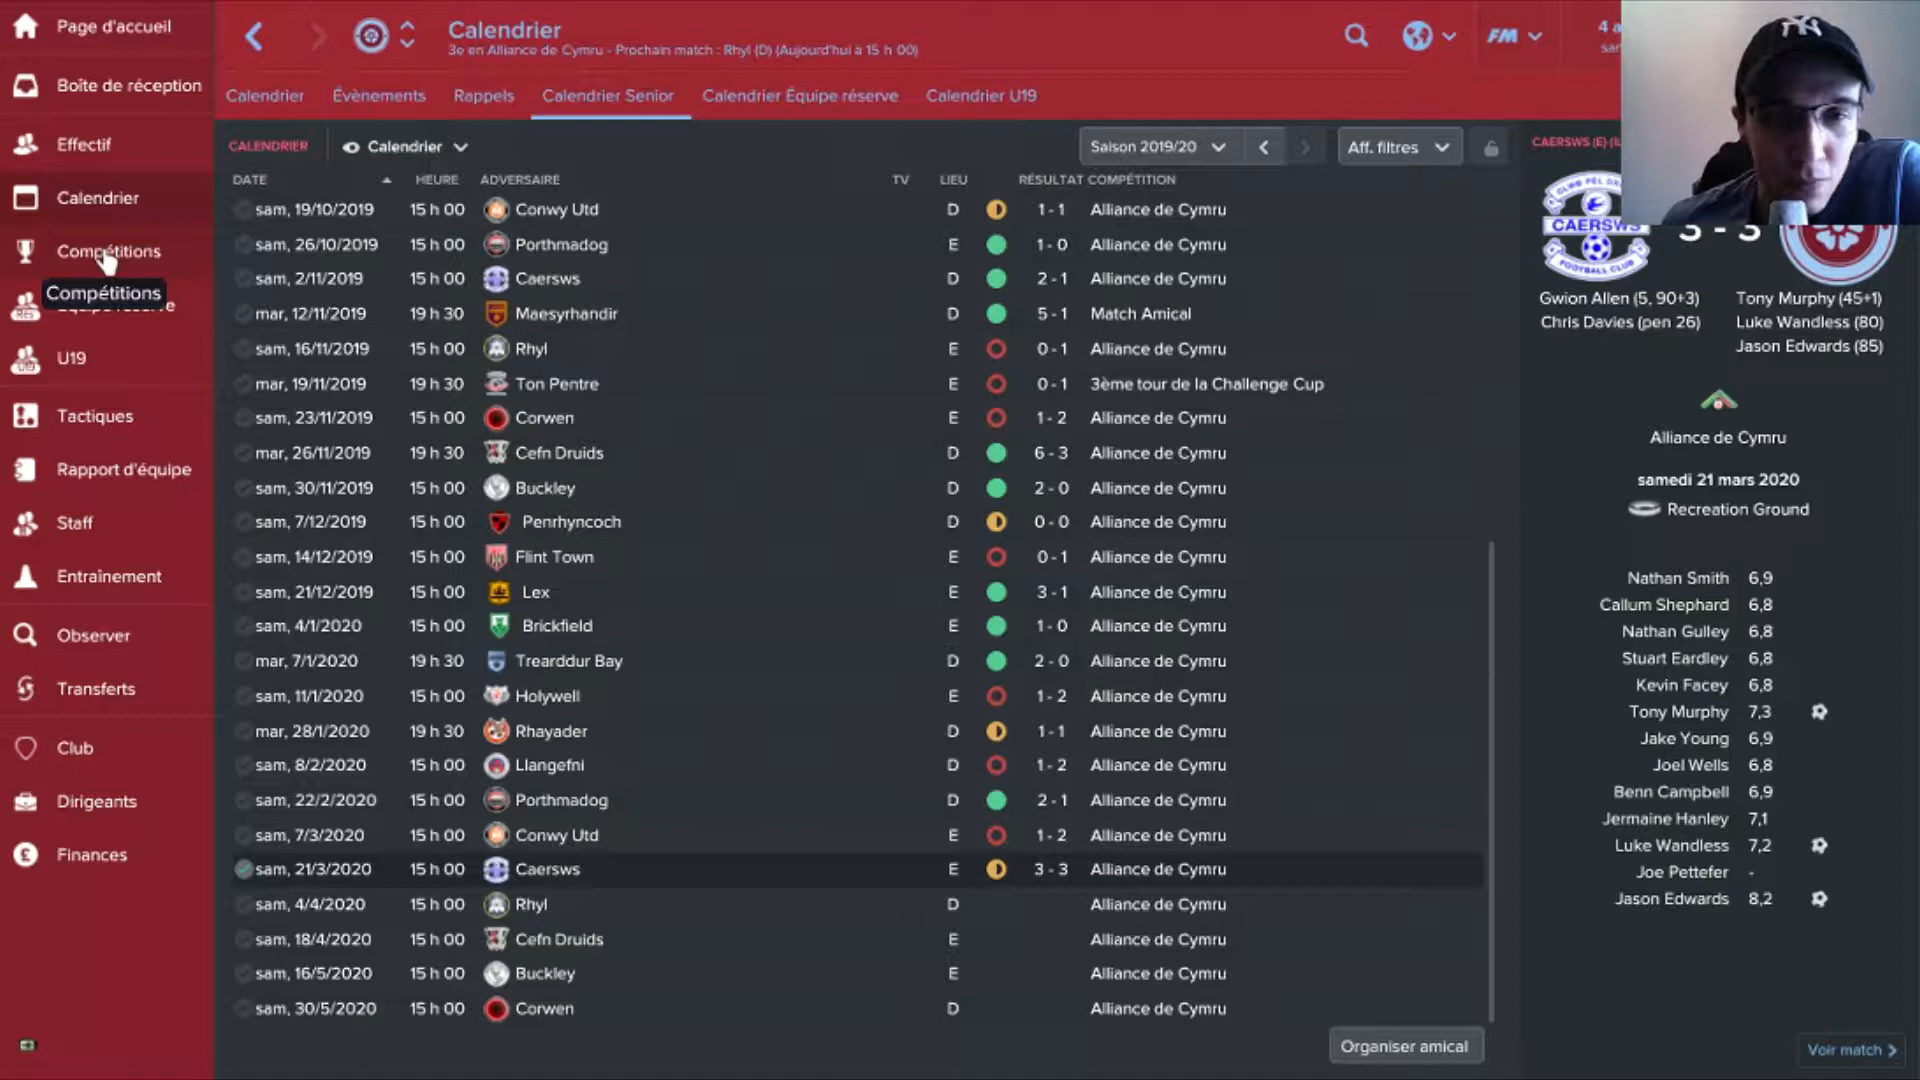 Page d'accueil
Boîte de réception
Effectif
Calendrier
Compétitions
Compétitions
U19
Tactiques
Rapport d'équipe
Staff
Entraînement
Observer
Transferts
Club
Dirigeants
Finances
Calendrier
3e en Alliance de Cymru - Prochain match : Rhyl (D) (Aujourd'hui à 15 h 00)
FM
4 a
sar
Calendrier Évènements Rappels Calendrier Senior Calendrier Équipe réserve Calendrier U19
CALENDRIER Calendrier Saison 2019/20 Aff. filtres
DATE HEURE ADVERSAIRE TV LIEU RÉSULTAT COMPÉTITION
sam, 19/10/2019 15 h 00 Conwy Utd D 1 - 1 Alliance de Cymru
sam, 26/10/2019 15 h 00 Porthmadog E 1 - 0 Alliance de Cymru
sam, 2/11/2019 15 h 00 Caersws D 2 - 1 Alliance de Cymru
mar, 12/11/2019 19 h 30 Maesyrhandir D 5 - 1 Match Amical
sam, 16/11/2019 15 h 00 Rhyl E 0 - 1 Alliance de Cymru
mar, 19/11/2019 19 h 30 Ton Pentre E 0 - 1 3ème tour de la Challenge Cup
sam, 23/11/2019 15 h 00 Corwen E 1 - 2 Alliance de Cymru
mar, 26/11/2019 19 h 30 Cefn Druids D 6 - 3 Alliance de Cymru
sam, 30/11/2019 15 h 00 Buckley D 2 - 0 Alliance de Cymru
sam, 7/12/2019 15 h 00 Penrhyncoch D 0 - 0 Alliance de Cymru
sam, 14/12/2019 15 h 00 Flint Town E 0 - 1 Alliance de Cymru
sam, 21/12/2019 15 h 00 Lex E 3 - 1 Alliance de Cymru
sam, 4/1/2020 15 h 00 Brickfield E 1 - 0 Alliance de Cymru
mar, 7/1/2020 19 h 30 Trearddur Bay D 2 - 0 Alliance de Cymru
sam, 11/1/2020 15 h 00 Holywell E 1 - 2 Alliance de Cymru
mar, 28/1/2020 19 h 30 Rhayader D 1 - 1 Alliance de Cymru
sam, 8/2/2020 15 h 00 Llangefni D 1 - 2 Alliance de Cymru
sam, 22/2/2020 15 h 00 Porthmadog D 2 - 1 Alliance de Cymru
sam, 7/3/2020 15 h 00 Conwy Utd E 1 - 2 Alliance de Cymru
sam, 21/3/2020 15 h 00 Caersws E 3 - 3 Alliance de Cymru
sam, 4/4/2020 15 h 00 Rhyl D Alliance de Cymru
sam, 18/4/2020 15 h 00 Cefn Druids E Alliance de Cymru
sam, 16/5/2020 15 h 00 Buckley E Alliance de Cymru
sam, 30/5/2020 15 h 00 Corwen D Alliance de Cymru
Organiser amical
CAERSWS (E)
CAERSWS
FOOTBALL CLUB
3 - 3
Gwion Allen (5, 90+3) Tony Murphy (45+1)
Chris Davies (pen 26) Luke Wandless (80)
Jason Edwards (85)
Alliance de Cymru
samedi 21 mars 2020
Recreation Ground
Nathan Smith 6,9
Callum Shephard 6,8
Nathan Gulley 6,8
Stuart Eardley 6,8
Kevin Facey 6,8
Tony Murphy 7,3
Jake Young 6,9
Joel Wells 6,8
Benn Campbell 6,9
Jermaine Hanley 7,1
Luke Wandless 7,2
Joe Pettefer -
Jason Edwards 8,2
Voir match